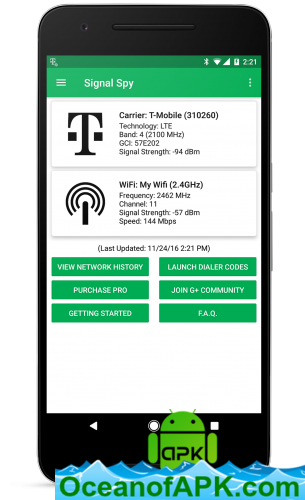 2:21
Signal Spy
Carrier: T-Mobile (310260)
Technology: LTE
Band: 4 (2100 MHz)
GCI: 57E202
Signal Strength: -94 dBm
WiFi: My Wifi (2.4GHz)
Frequency: 2462 MHz
Channel: 11
Signal Strength: -57 dBm
Speed: 144 Mbps
(Last Updated: 11/24/16 2:21 PM)
VIEW NETWORK HISTORY
LAUNCH DIALER CODES
PURCHASE PRO
JOIN G+ COMMUNITY
GETTING STARTED
F.A.Q.
APK
OceanofAPK.com